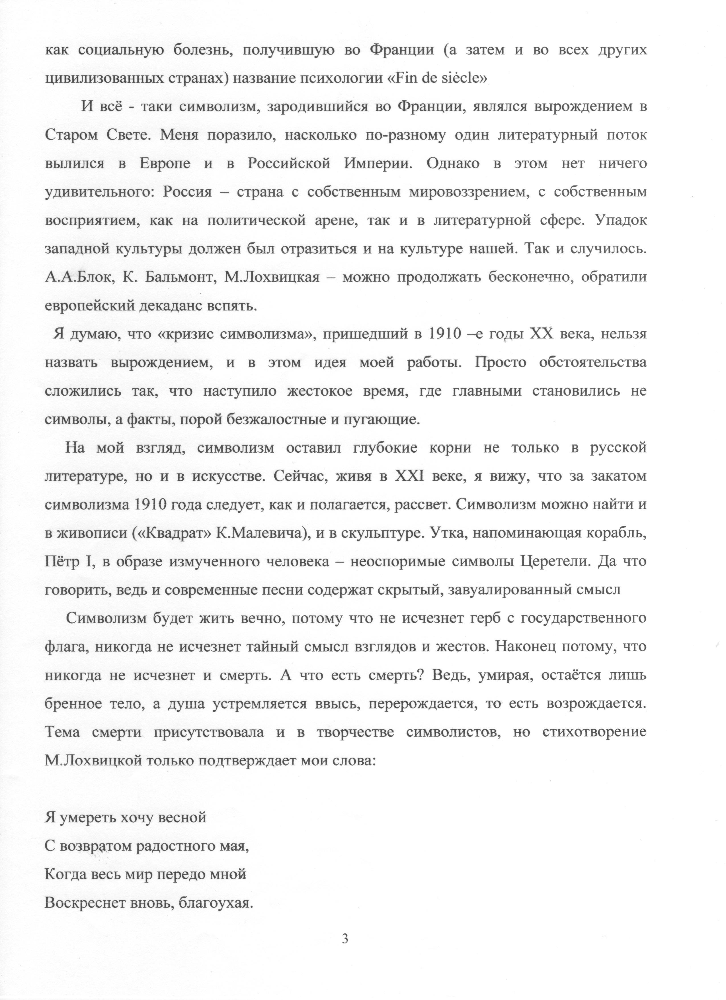 как социальную болезнь, получившую во Франции (а затем и во всех других
цивилизованных странах) название психологии «Fin de siècle»
И всё - таки символизм, зародившийся во Франции, являлся вырождением в
Старом Свете. Меня поразило, насколько по-разному один литературный поток
вылился в Европе и в Российской Империи. Однако в этом нет ничего
удивительного: Россия – страна с собственным мировоззрением, с собственным
восприятием, как на политической арене, так и в литературной сфере. Упадок
западной культуры должен был отразиться и на культуре нашей. Так и случилось.
А.А.Блок, К. Бальмонт, М.Лохвицкая – можно продолжать бесконечно, обратили
европейский декаданс вспять.
Я думаю, что «кризис символизма», пришедший в 1910 –е годы XX века, нельзя
назвать вырождением, и в этом идея моей работы. Просто обстоятельства
сложились так, что наступило жестокое время, где главными становились не
символы, а факты, порой безжалостные и пугающие.
На мой взгляд, символизм оставил глубокие корни не только в русской
литературе, но и в искусстве. Сейчас, живя в XXI веке, я вижу, что за закатом
символизма 1910 года следует, как и полагается, рассвет. Символизм можно найти и
в живописи («Квадрат» К.Малевича), и в скульптуре. Утка, напоминающая корабль,
Пётр I, в образе измученного человека – неоспоримые символы Церетели. Да что
говорить, ведь и современные песни содержат скрытый, завуалированный смысл
Символизм будет жить вечно, потому что не исчезнет герб с государственного
флага, никогда не исчезнет тайный смысл взглядов и жестов. Наконец потому, что
никогда не исчезнет и смерть. А что есть смерть? Ведь, умирая, остаётся лишь
бренное тело, а душа устремляется ввысь, перерождается, то есть возрождается.
Тема смерти присутствовала и в творчестве символистов, но стихотворение
М.Лохвицкой только подтверждает мои слова:
Я умереть хочу весной
С возвратом радостного мая,
Когда весь мир передо мной
Воскреснет вновь, благоухая.
3